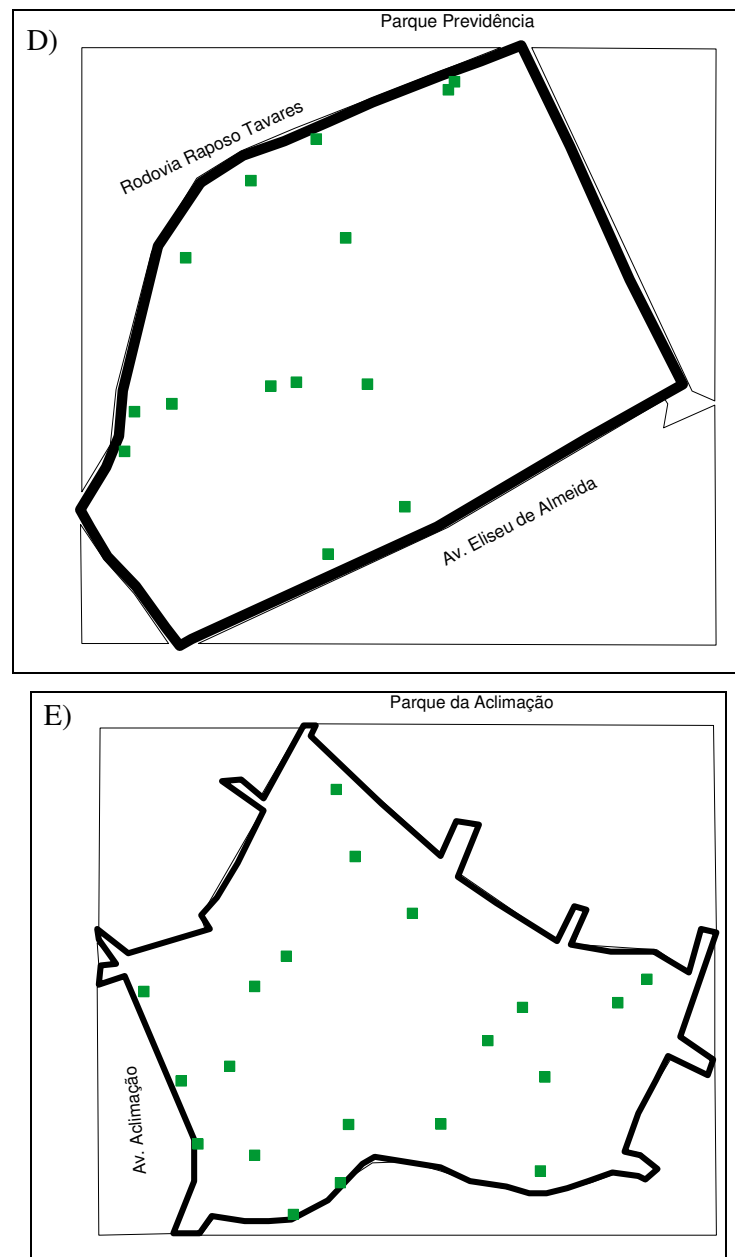 Parque Previdência
D)
Rodovia Raposo Tavares
Av. Eliseu de Almeida
Parque da Aclimação
E)
Av. Aclimação